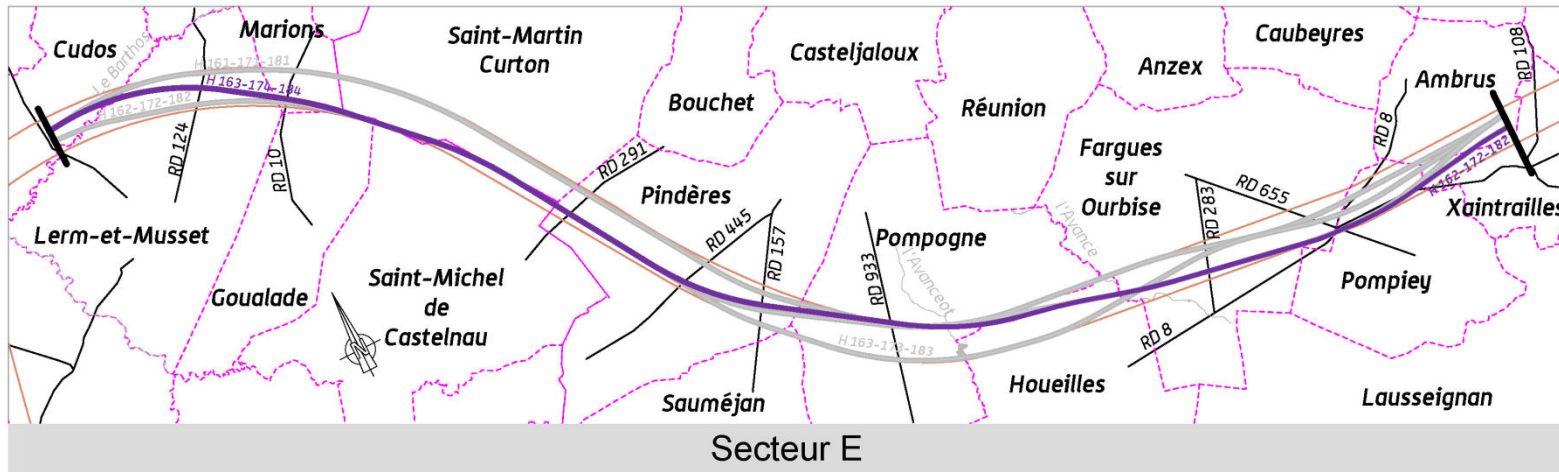 Cudos
Marions
Saint-Martin
Curton
Casteljaloux
Caubeyres
RD 108
Anzex
Ambrus
Le Barthos
H 161-171-181
H 163-174-184
H 162-172-182
Bouchet
Réunion
RD 8
RD 124
RD 10
RD 291
Fargues
sur
Ourbise
H 162-172-182
Pindères
RD 655
RD 283
Xaintrailles
Lerm-et-Musset
RD 445
RD 157
RD 933
Pompogne
l'Avance
l'Avanceot
Pompiey
Goualade
Saint-Michel
de
Castelnau
N
H 163-173-183
RD 8
Houeilles
Sauméjan
Lausseignan
Secteur E